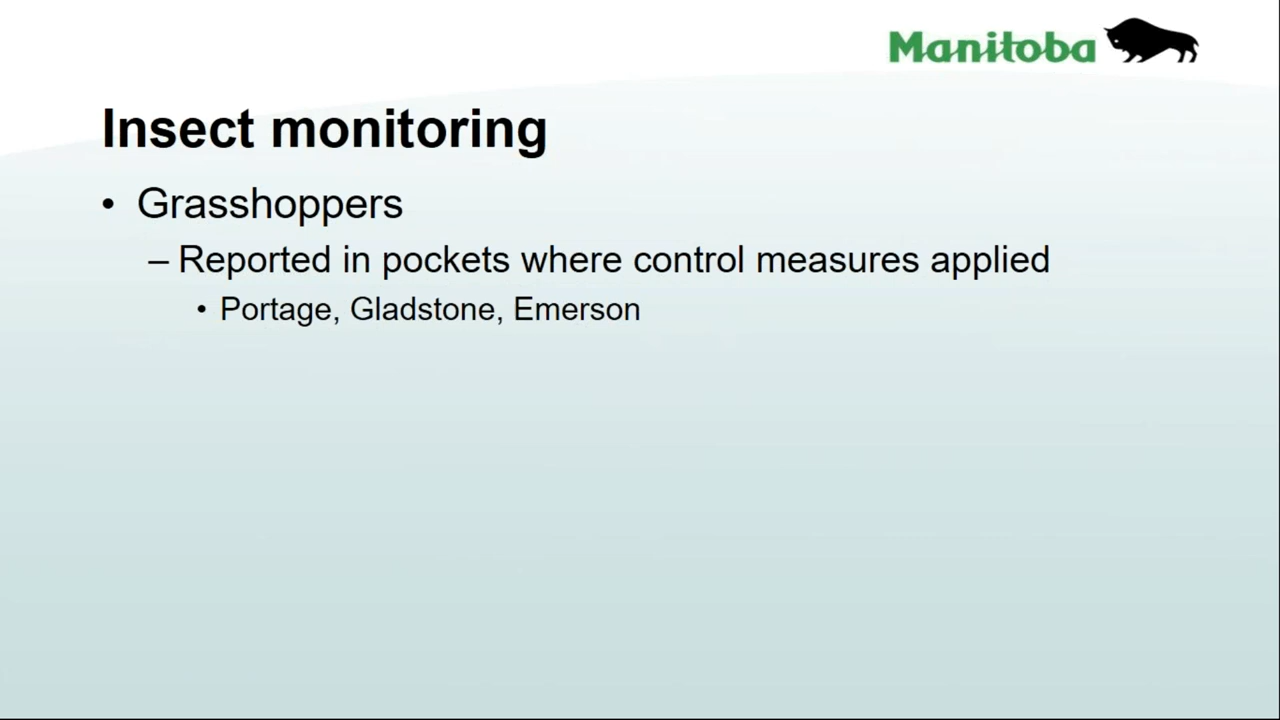 Manitoba
Insect monitoring
• Grasshoppers
– Reported in pockets where control measures applied
• Portage, Gladstone, Emerson